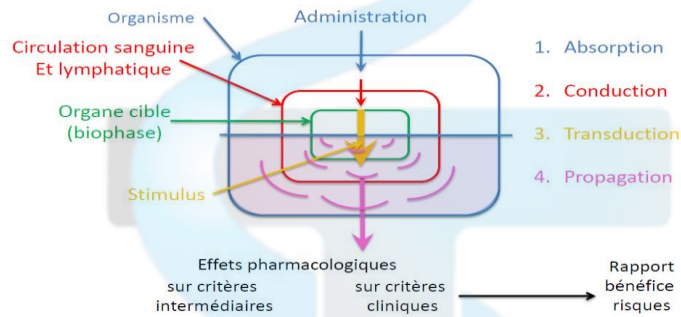 Organisme
Administration
Circulation sanguine
Et lymphatique
Organe cible
(biophase)
Stimulus
1. Absorption
2. Conduction
3. Transduction
4. Propagation
Effets pharmacologiques
sur critères
intermédiaires
sur critères
cliniques
Rapport
bénéfice
risques